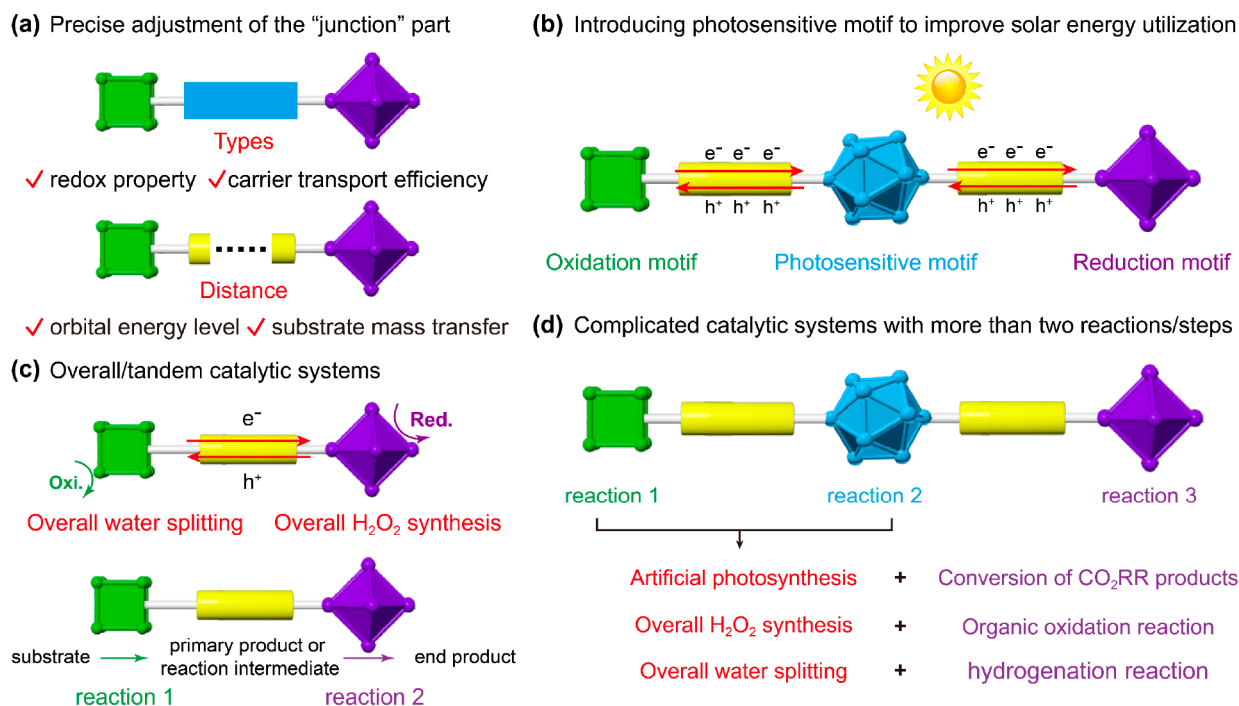 (a) Precise adjustment of the “junction” part
Types
✓ redox property ✓ carrier transport efficiency
Distance
✓ orbital energy level ✓ substrate mass transfer
(b) Introducing photosensitive motif to improve solar energy utilization
e⁻ e⁻ e⁻
h⁺ h⁺ h⁺
e⁻ e⁻ e⁻
h⁺ h⁺ h⁺
Oxidation motif
Photosensitive motif
Reduction motif
(c) Overall/tandem catalytic systems
e⁻
h⁺
Oxi.
Red.
Overall water splitting
Overall H₂O₂ synthesis
substrate
primary product or
reaction intermediate
end product
reaction 1
reaction 2
(d) Complicated catalytic systems with more than two reactions/steps
reaction 1
reaction 2
reaction 3
Artificial photosynthesis + Conversion of CO₂RR products
Overall H₂O₂ synthesis + Organic oxidation reaction
Overall water splitting + hydrogenation reaction